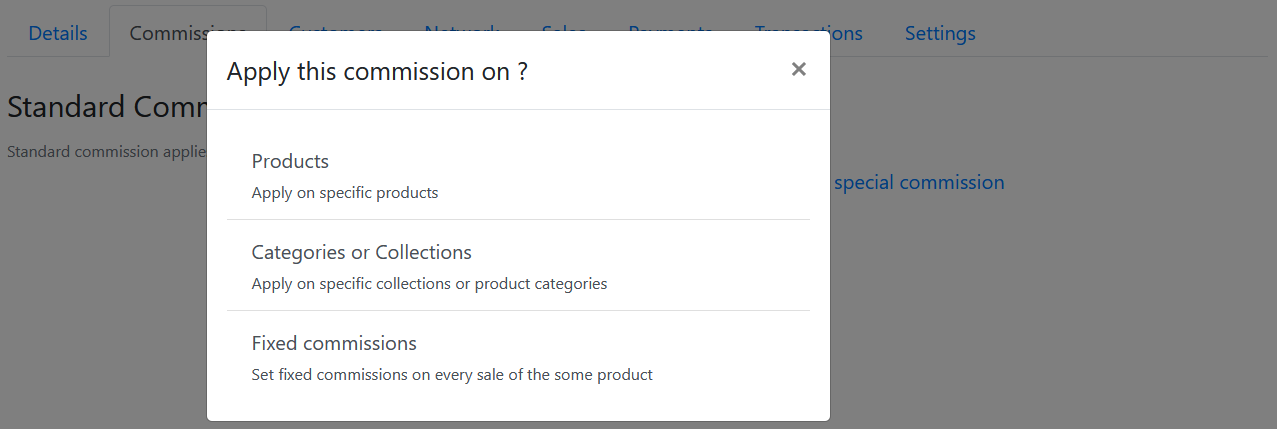 Details Commissions Customers Network Sales Payments Transactions Settings
Apply this commission on ?
Standard Comm
Standard commission applie
Products
Apply on specific products
special commission
Categories or Collections
Apply on specific collections or product categories
Fixed commissions
Set fixed commissions on every sale of the some product